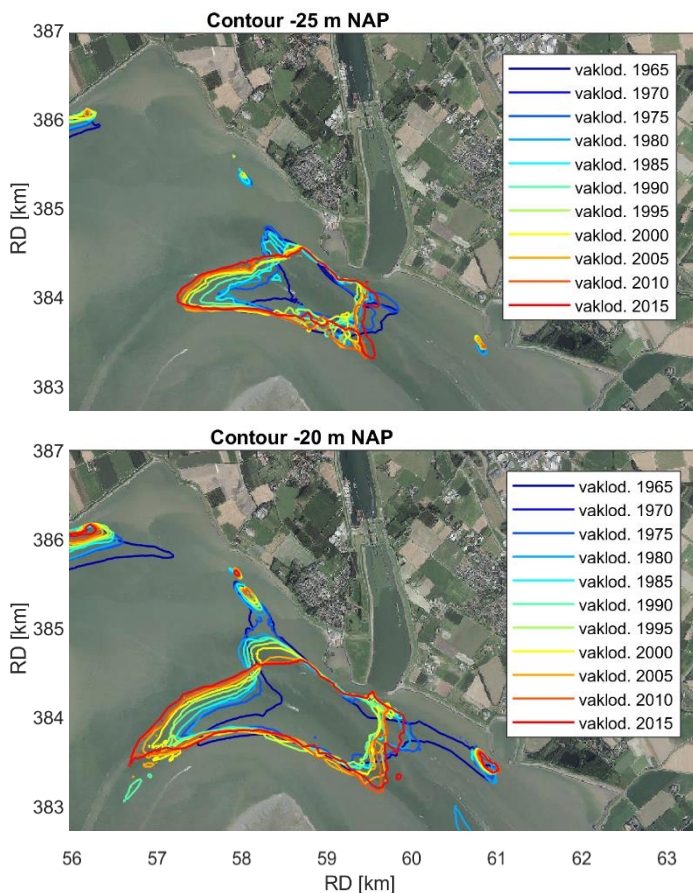 Contour -25 m NAP
387
386
385
384
383
RD [km]
vaklod. 1965
vaklod. 1970
vaklod. 1975
vaklod. 1980
vaklod. 1985
vaklod. 1990
vaklod. 1995
vaklod. 2000
vaklod. 2005
vaklod. 2010
vaklod. 2015
Contour -20 m NAP
387
386
385
384
383
RD [km]
vaklod. 1965
vaklod. 1970
vaklod. 1975
vaklod. 1980
vaklod. 1985
vaklod. 1990
vaklod. 1995
vaklod. 2000
vaklod. 2005
vaklod. 2010
vaklod. 2015
56 57 58 59 60 61 62 63
RD [km]